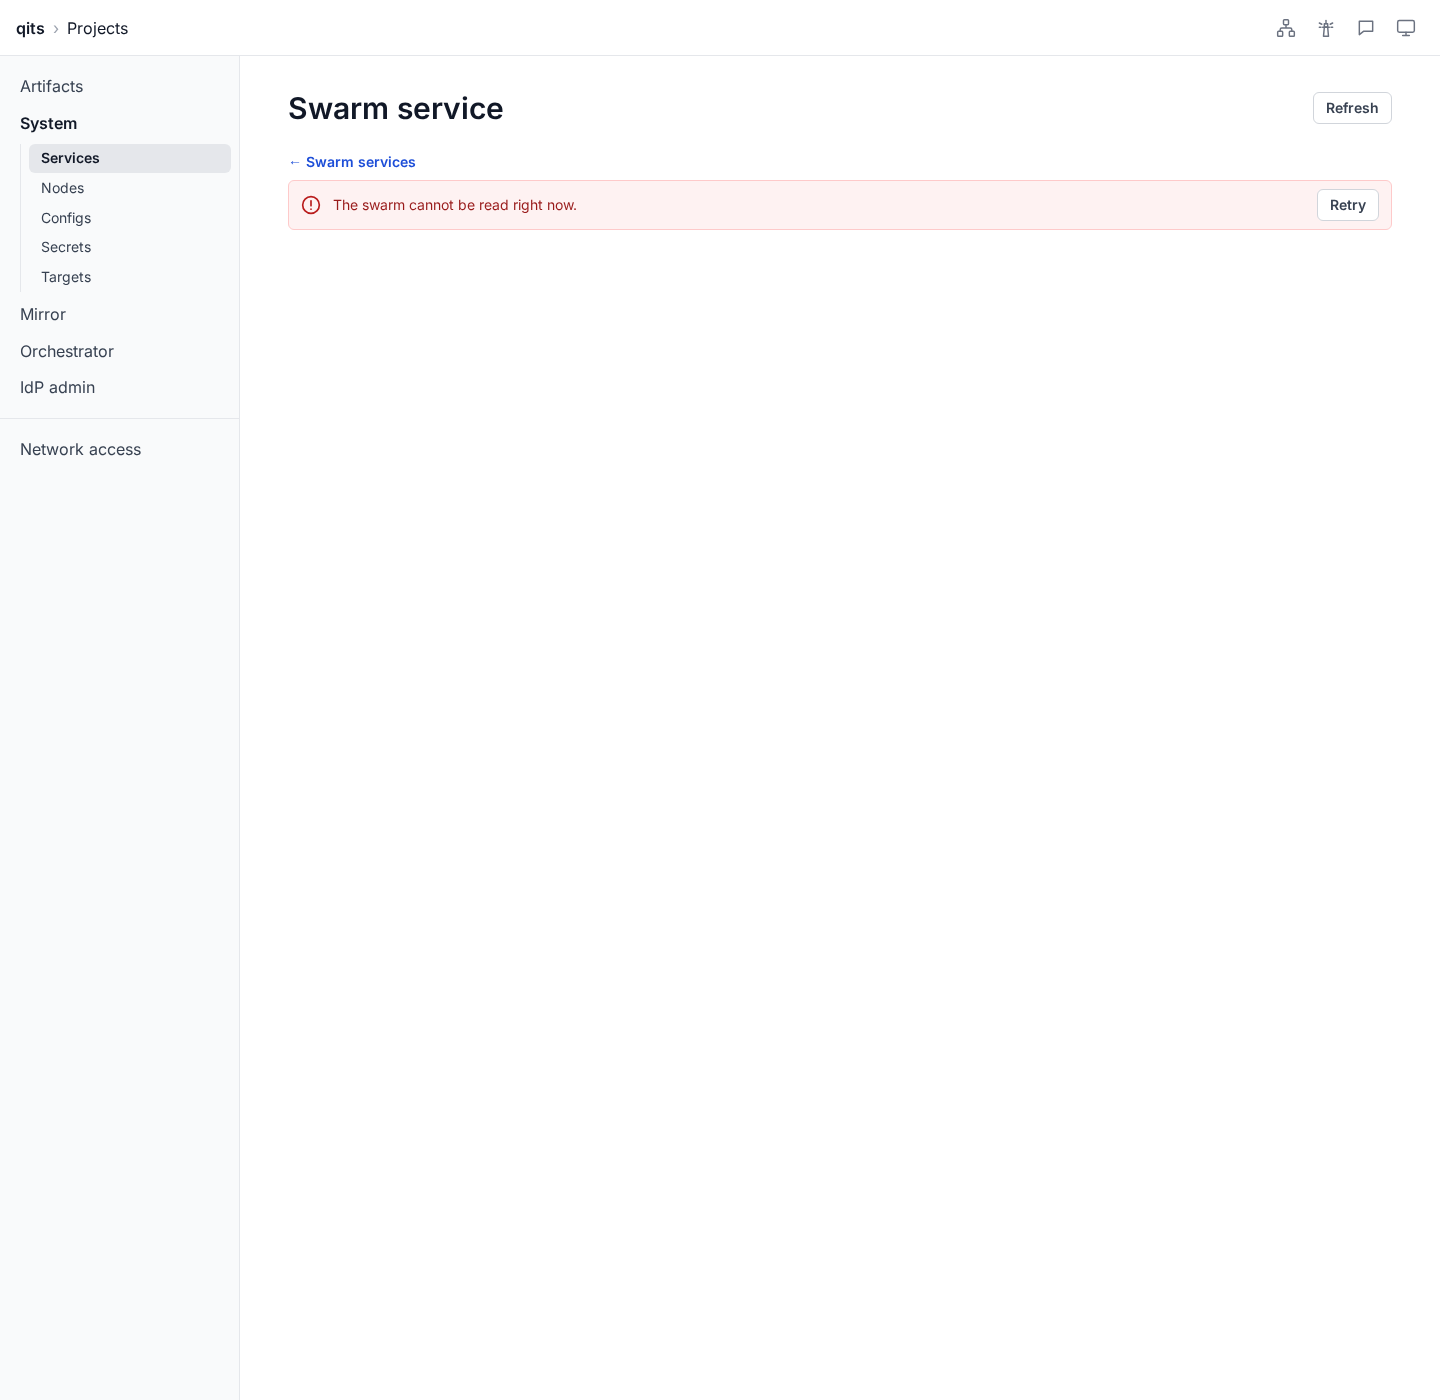 qits › Projects
Artifacts
System
Services
Nodes
Configs
Secrets
Targets
Mirror
Orchestrator
IdP admin
Network access
Swarm service
Refresh
← Swarm services
The swarm cannot be read right now.
Retry